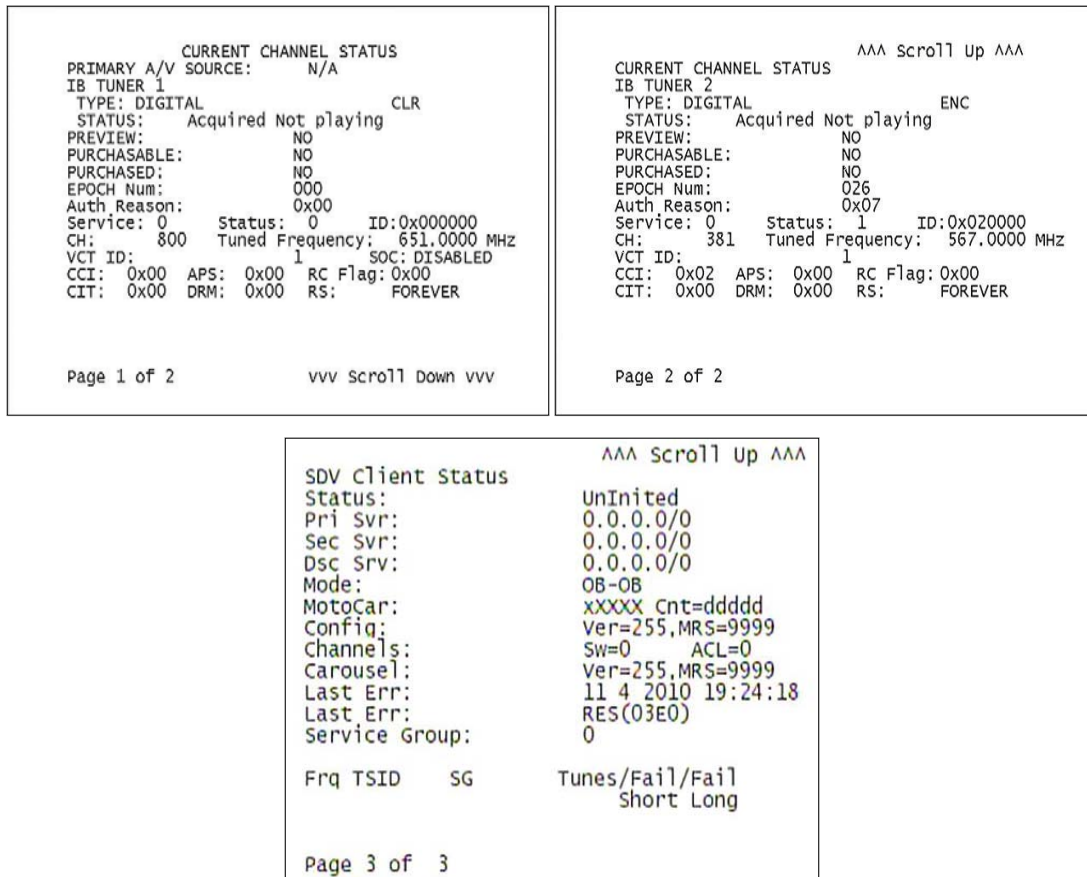 CURRENT CHANNEL STATUS
PRIMARY A/V SOURCE: N/A
IB TUNER 1
TYPE: DIGITAL CLR
STATUS: Acquired Not playing
PREVIEW: NO
PURCHASABLE: NO
PURCHASED: NO
EPOCH Num: 000
Auth Reason: 0x00
Service: 0 Status: 0 ID:0x000000
CH: 800 Tuned Frequency: 651.0000 MHz
VCT ID: 1 SOC: DISABLED
CCI: 0x00 APS: 0x00 RC Flag: 0x00
CIT: 0x00 DRM: 0x00 RS: FOREVER
Page 1 of 2 vvv Scroll Down vvv
ΛΛΛ Scroll Up ΛΛΛ
CURRENT CHANNEL STATUS
IB TUNER 2
TYPE: DIGITAL ENC
STATUS: Acquired Not playing
PREVIEW: NO
PURCHASABLE: NO
PURCHASED: NO
EPOCH Num: 026
Auth Reason: 0x07
Service: 0 Status: 1 ID:0x020000
CH: 381 Tuned Frequency: 567.0000 MHz
VCT ID: 1
CCI: 0x02 APS: 0x00 RC Flag: 0x00
CIT: 0x00 DRM: 0x00 RS: FOREVER
Page 2 of 2
ΛΛΛ Scroll Up ΛΛΛ
SDV Client Status
Status: UnInited
Pri Svr: 0.0.0.0/0
Sec Svr: 0.0.0.0/0
Dsc Srv: 0.0.0.0/0
Mode: OB-OB
MotoCar: xXXXX Cnt=ddddd
Config: Ver=255,MRS=9999
Channels: Sw=0 ACL=0
Carousel: Ver=255,MRS=9999
Last Err: 11 4 2010 19:24:18
Last Err: RES(03E0)
Service Group: 0
Frq TSID SG Tunes/Fail/Fail
Short Long
Page 3 of 3